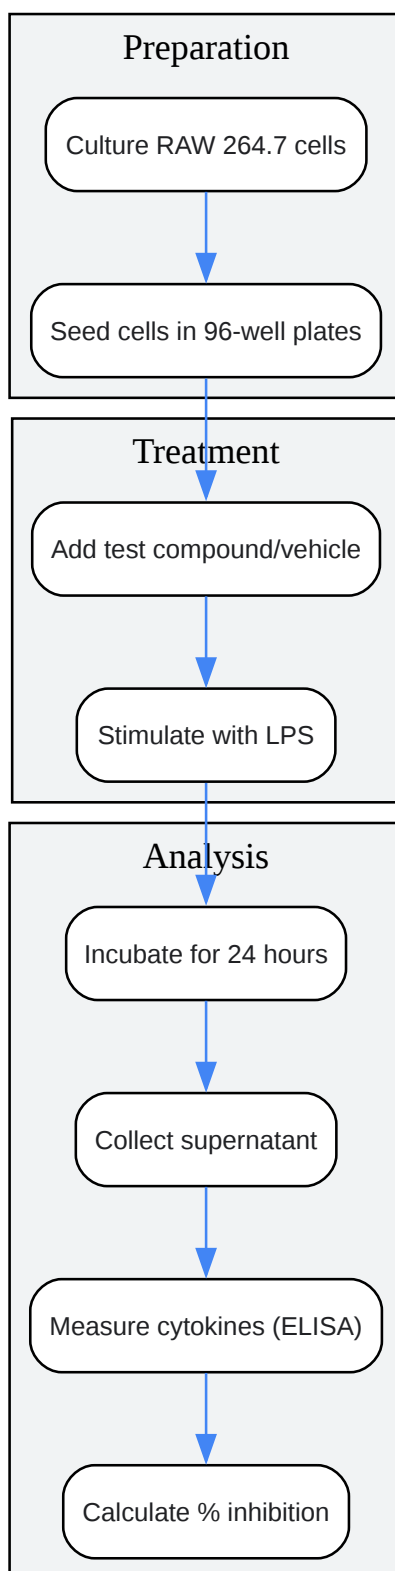 Preparation
Culture RAW 264.7 cells
Seed cells in 96-well plates
Treatment
Add test compound/vehicle
Stimulate with LPS
Analysis
Incubate for 24 hours
Collect supernatant
Measure cytokines (ELISA)
Calculate % inhibition